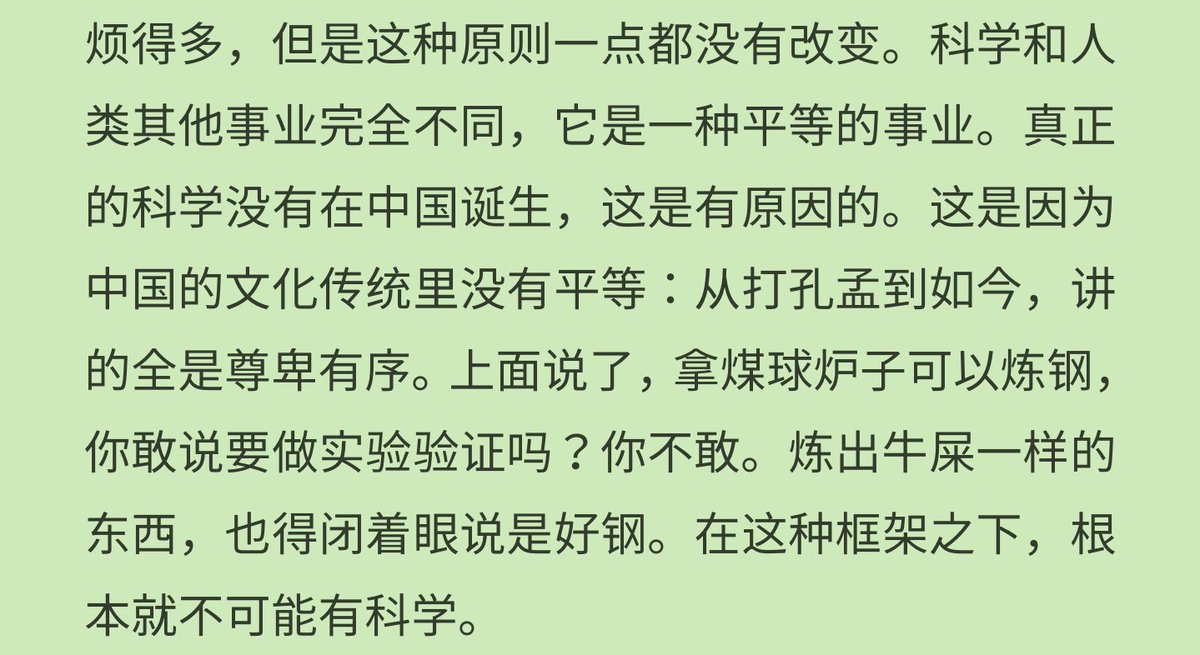 烦得多，但是这种原则一点都没有改变。科学和人
类其他事业完全不同，它是一种平等的事业。真正
的科学没有在中国诞生，这是有原因的。这是因为
中国的文化传统里没有平等：从打孔孟到如今，讲
的全是尊卑有序。上面说了，拿煤球炉子可以炼钢，
你敢说要做实验验证吗？你不敢。炼出牛屎一样的
东西，也得闭着眼说是好钢。在这种框架之下，根
本就不可能有科学。